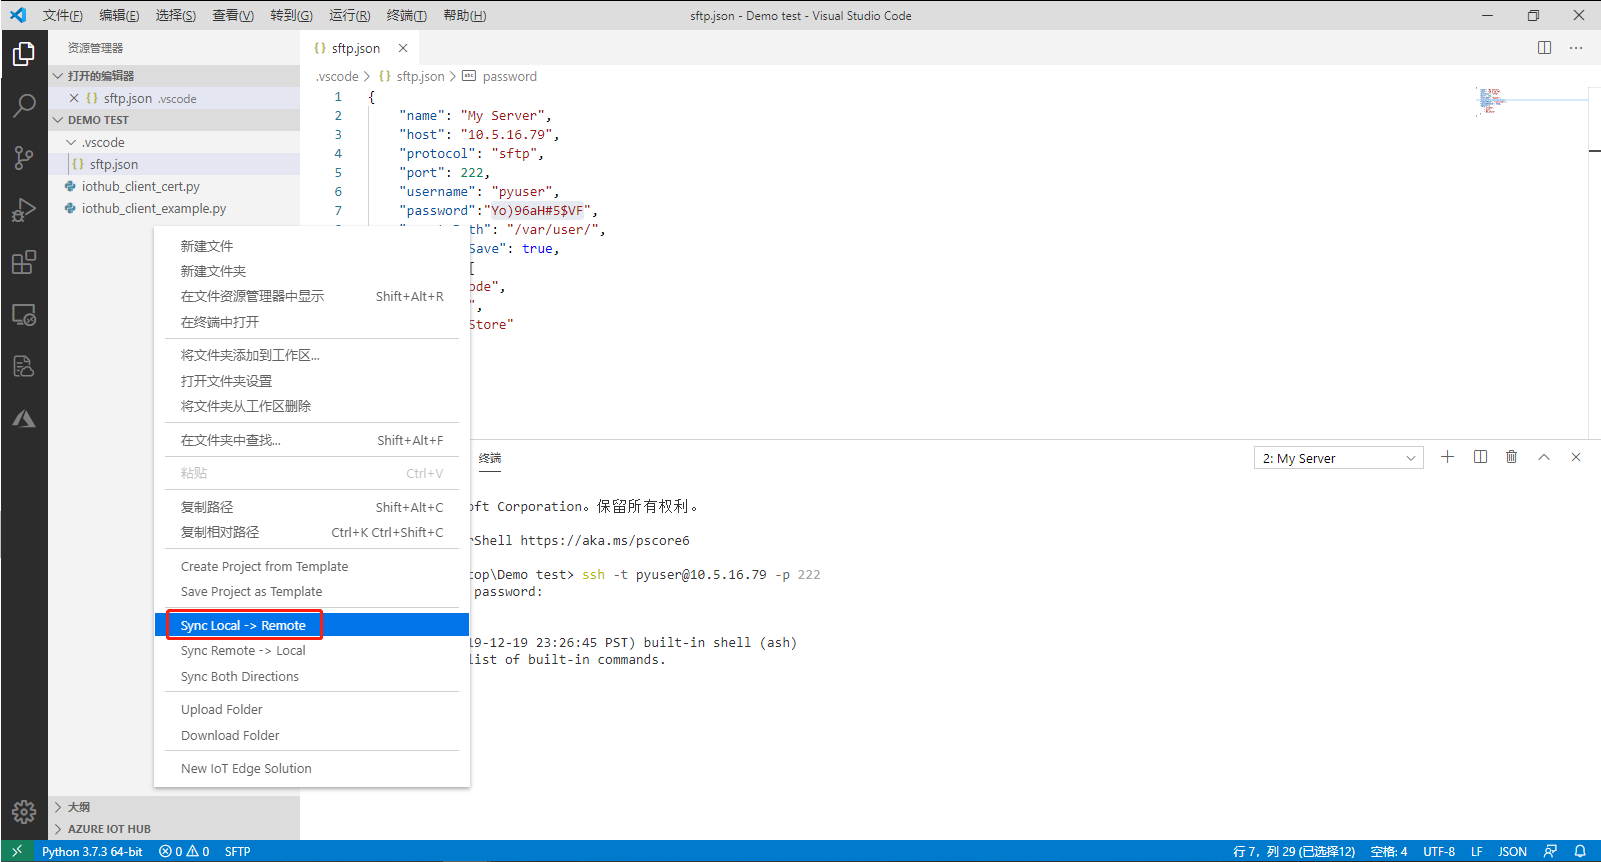 文件(F) 编辑(E) 选择(S) 查看(V) 转到(G) 运行(R) 终端(T) 帮助(H)
sftp.json - Demo test - Visual Studio Code
资源管理器
打开的编辑器
{} sftp.json .vscode
DEMO TEST
.vscode
{} sftp.json
iothub_client_cert.py
iothub_client_example.py
{} sftp.json
.vscode > {} sftp.json > abc password
1 {
2 "name": "My Server",
3 "host": "10.5.16.79",
4 "protocol": "sftp",
5 "port": 222,
6 "username": "pyuser",
7 "password":"Yo)96aH#5$VF",
th": "/var/user/",
Save": true,
[
ode",
",
Store"
新建文件
新建文件夹
在文件资源管理器中显示 Shift+Alt+R
在终端中打开
将文件夹添加到工作区...
打开文件夹设置
将文件夹从工作区删除
在文件夹中查找... Shift+Alt+F
粘贴 Ctrl+V
复制路径 Shift+Alt+C
复制相对路径 Ctrl+K Ctrl+Shift+C
Create Project from Template
Save Project as Template
Sync Local -> Remote
Sync Remote -> Local
Sync Both Directions
Upload Folder
Download Folder
New IoT Edge Solution
终端
2: My Server
oft Corporation。保留所有权利。
rShell https://aka.ms/pscore6
top\Demo test> ssh -t pyuser@10.5.16.79 -p 222
password:
19-12-19 23:26:45 PST) built-in shell (ash)
list of built-in commands.
大纲
AZURE IOT HUB
Python 3.7.3 64-bit 0 0 SFTP
行 7，列 29 (已选择12) 空格: 4 UTF-8 LF JSON